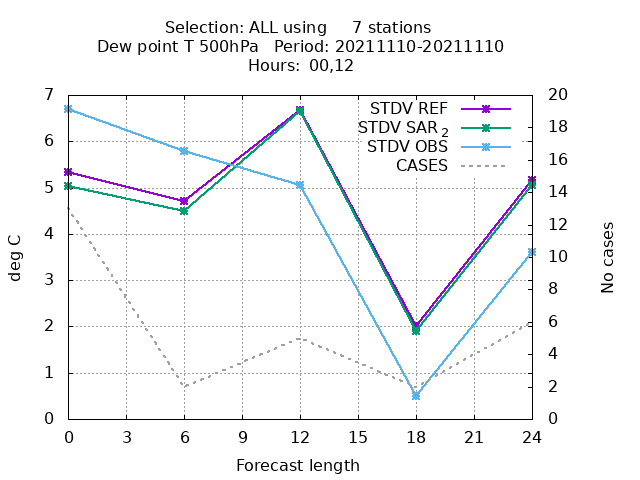 Selection: ALL using     7 stations
Dew point T 500hPa   Period: 20211110-20211110
Hours: 00,12
7
6
5
4
3
2
1
0
20
18
16
14
12
10
8
6
4
2
0
STDV REF
STDV SAR 2
STDV OBS
CASES
deg C
No cases
0 3 6 9 12 15 18 21 24
Forecast length